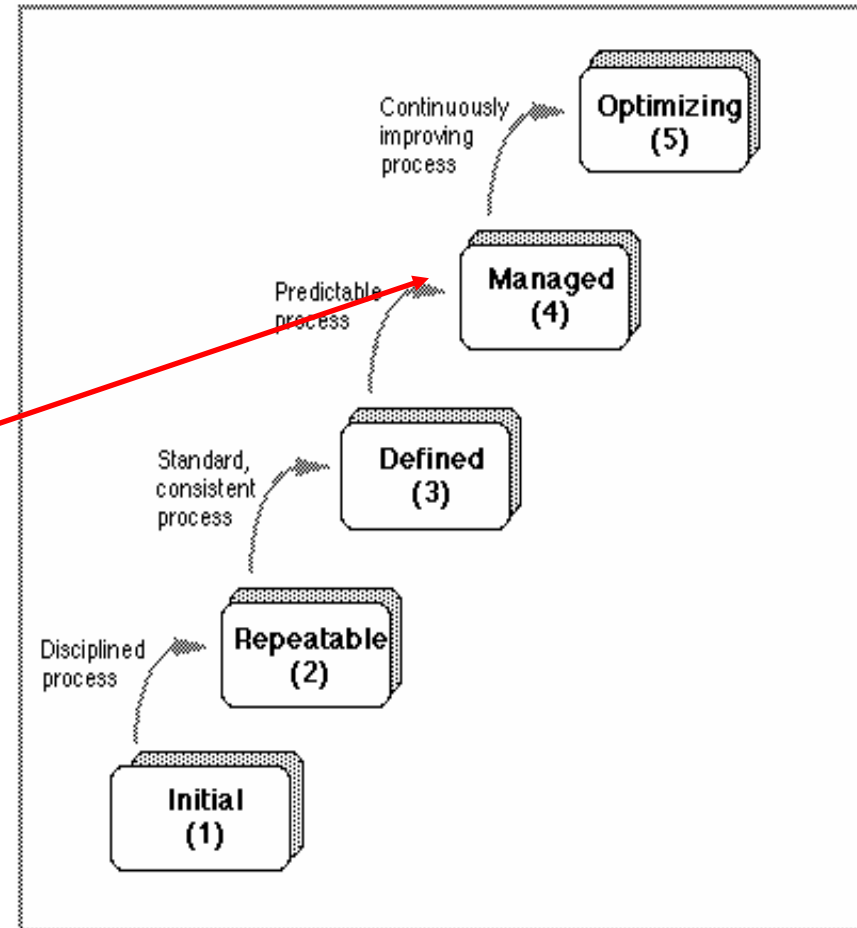 Continuously
improving
process
Optimizing
(5)
Predictable
process
Managed
(4)
Standard,
consistent
process
Defined
(3)
Disciplined
process
Repeatable
(2)
Initial
(1)